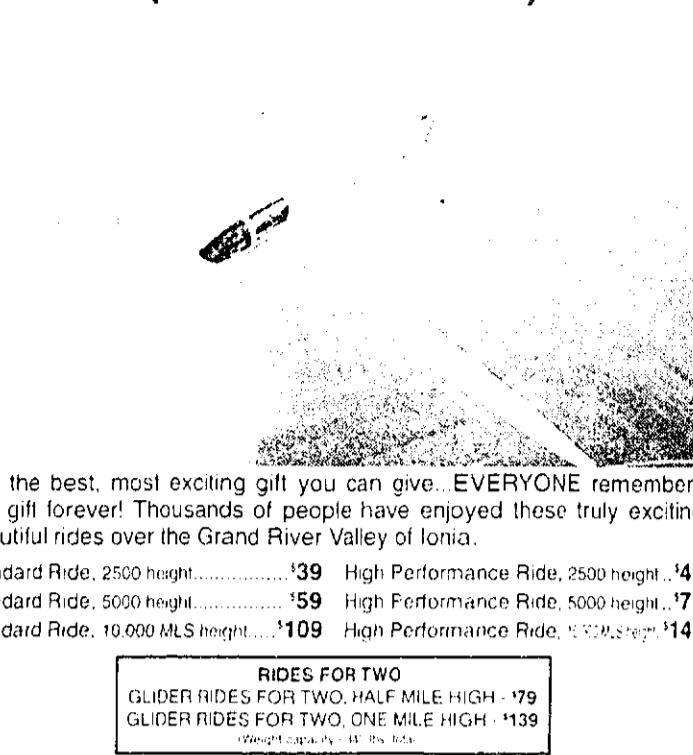 the best, most exciting gift you can give...EVERYONE remember
gift forever! Thousands of people have enjoyed these truly excitin
utiful rides over the Grand River Valley of Ionia.
dard Ride, 2500 height.................$39 High Performance Ride, 2500 height..$4
dard Ride, 5000 height................$59 High Performance Ride, 5000 height..$7
dard Ride, 10,000 MLS height.....$109 High Performance Ride, $14
RIDES FOR TWO
GLIDER RIDES FOR TWO, HALF MILE HIGH - $79
GLIDER RIDES FOR TWO, ONE MILE HIGH - $139
(Weight capacity - lbs.